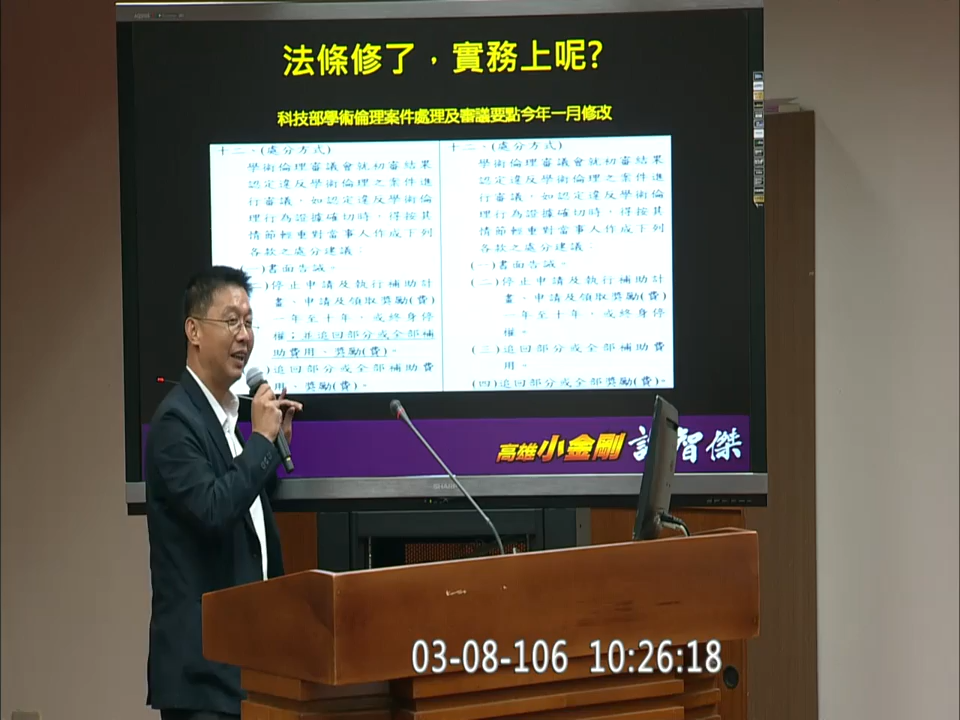 法條修了，實務上呢?
科技部學術倫理案件處理及審議要點今年一月修改
十二、(處分方式)
學術倫理審議會就初審結果
認定違反學術倫理之案件進
行審議，如認定違反學術倫
理行為證據確切時，得按其
情節輕重對當事人作成下列
各款之處分建議：
(一)書面告誡。
(二)停止申請及執行補助計
畫、申請及領取獎勵(費)
一年至十年，或終身停
權；並追回部分或全部補
助費用、獎勵(費)。
追回部分或全部補助費
用、獎勵(費)。
十二、(處分方式)
學術倫理審議會就初審結果
認定違反學術倫理之案件進
行審議，如認定違反學術倫
理行為證據確切時，得按其
情節輕重對當事人作成下列
各款之處分建議：
(一)書面告誡。
(二)停止申請及執行補助計
畫、申請及領取獎勵(費)
一年至十年，或終身停
權。
(三)追回部分或全部補助費
用。
(四)追回部分或全部獎勵(費)。
高雄小金剛 許智傑
SHARP
03-08-106 10:26:18